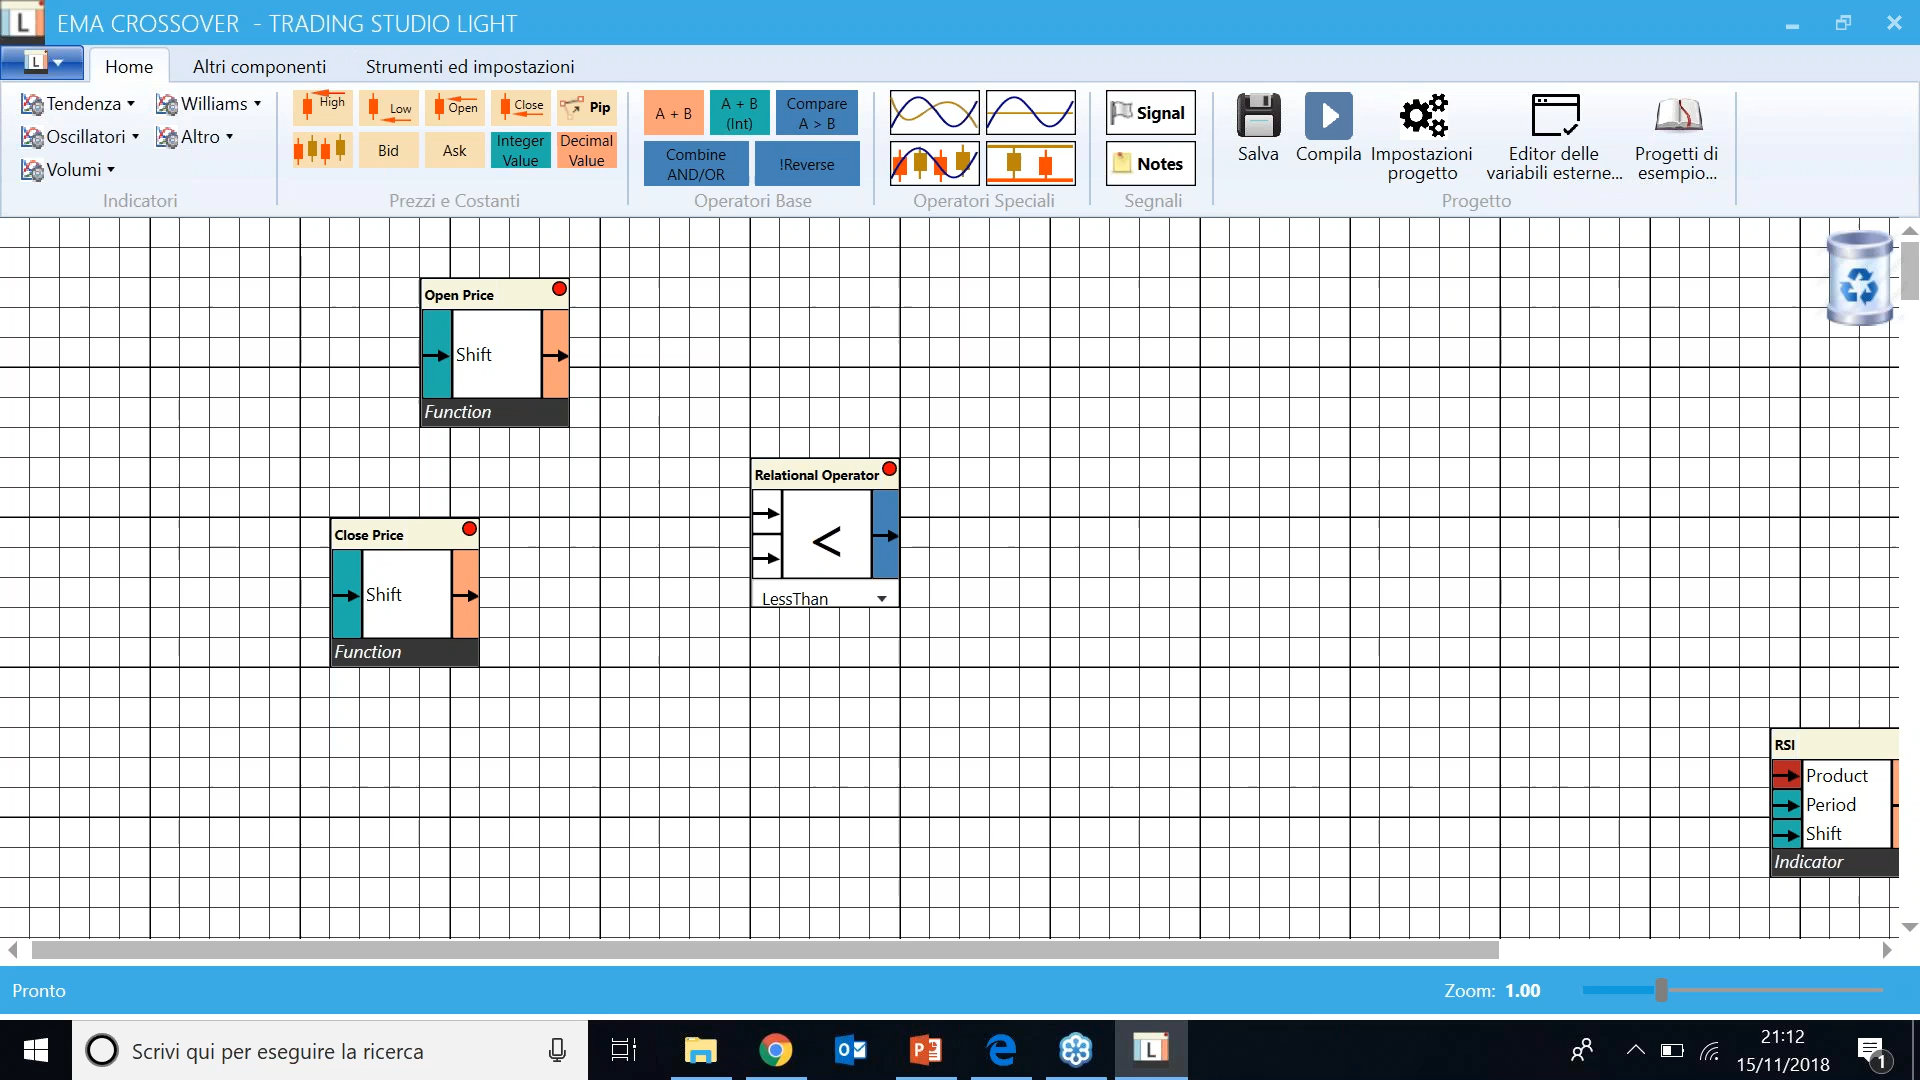 L EMA CROSSOVER - TRADING STUDIO LIGHT
L Home Altri componenti Strumenti ed impostazioni
Tendenza Williams
Oscillatori Altro
Volumi
Indicatori
High Low Open Close Pip
Bid Ask Integer Value Decimal Value
Prezzi e Costanti
A + B
A + B
(Int)
Compare
A > B
Combine
AND/OR
!Reverse
Operatori Base
Operatori Speciali
Signal
Notes
Segnali
Salva
Compila
Impostazioni
progetto
Editor delle
variabili esterne...
Progetti di
esempio...
Progetto
Open Price
Shift
Function
Relational Operator
<
LessThan
Close Price
Shift
Function
RSI
Product
Period
Shift
Indicator
Pronto
Zoom: 1.00
Scrivi qui per eseguire la ricerca
L
21:12
15/11/2018
1